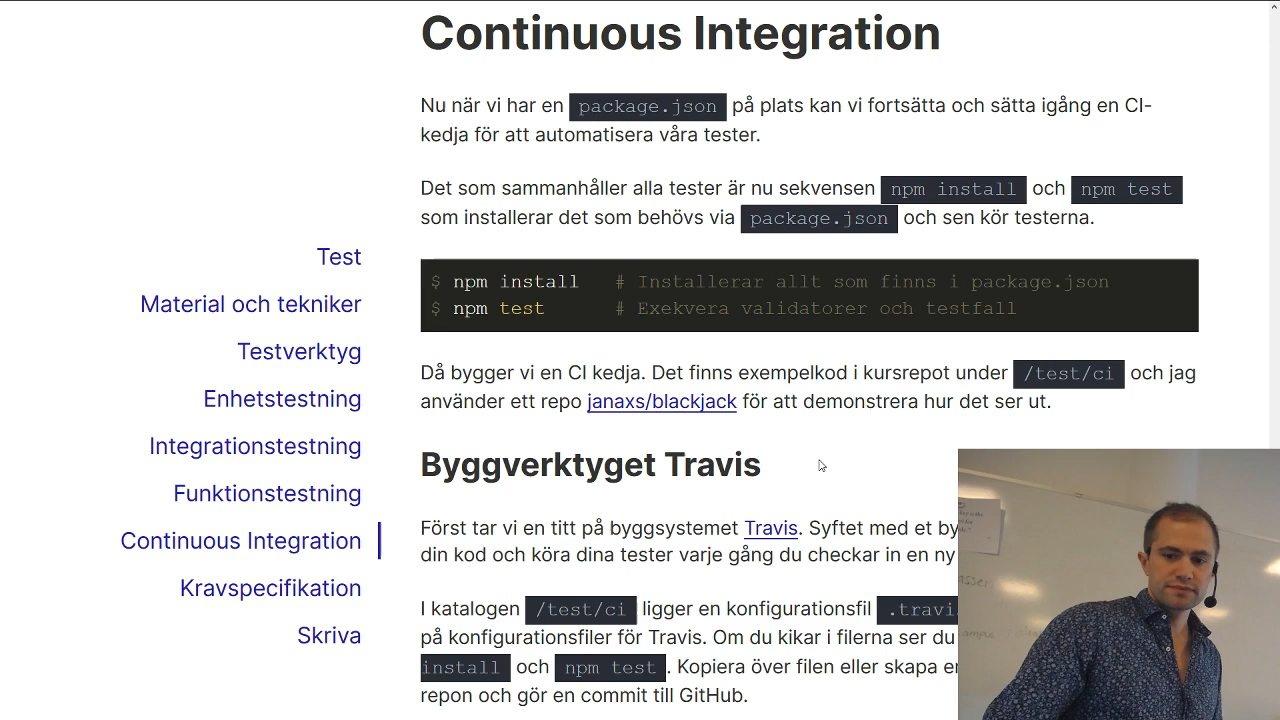 Continuous Integration
Nu när vi har en package.json på plats kan vi fortsätta och sätta igång en CI-
kedja för att automatisera våra tester.
Det som sammanhåller alla tester är nu sekvensen npm install och npm test
som installerar det som behövs via package.json och sen kör testerna.
$ npm install # Installerar allt som finns i package.json
$ npm test # Exekvera validatorer och testfall
Då bygger vi en CI kedja. Det finns exempelkod i kursrepot under /test/ci och jag
använder ett repo janaxs/blackjack för att demonstrera hur det ser ut.
Byggverktyget Travis
Först tar vi en titt på byggsystemet Travis. Syftet med et by
din kod och köra dina tester varje gång du checkar in en ny
I katalogen /test/ci ligger en konfigurationsfil .travi
på konfigurationsfiler för Travis. Om du kikar i filerna ser du
install och npm test. Kopiera över filen eller skapa e
repon och gör en commit till GitHub.
Test
Material och tekniker
Testverktyg
Enhetstestning
Integrationstestning
Funktionstestning
Continuous Integration
Kravspecifikation
Skriva